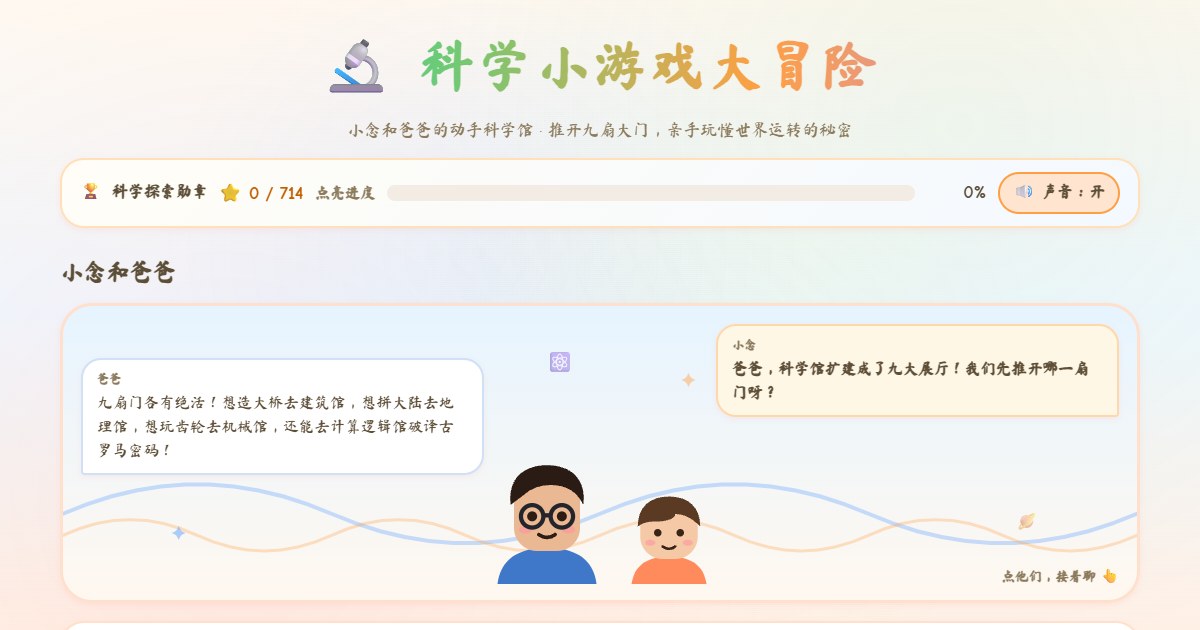 科学小游戏大冒险
小念和爸爸的动手科学馆 · 推开九扇大门，亲手玩懂世界运转的秘密
科学探索勋章 0 / 714 点亮进度 0% 声音：开
小念和爸爸
小念
爸爸，科学馆扩建成了九大展厅！我们先推开哪一扇
门呀？
爸爸
九扇门各有绝活！想造大桥去建筑馆，想拼大陆去地
理馆，想玩齿轮去机械馆，还能去计算逻辑馆破译古
罗马密码！
点他们，接着聊